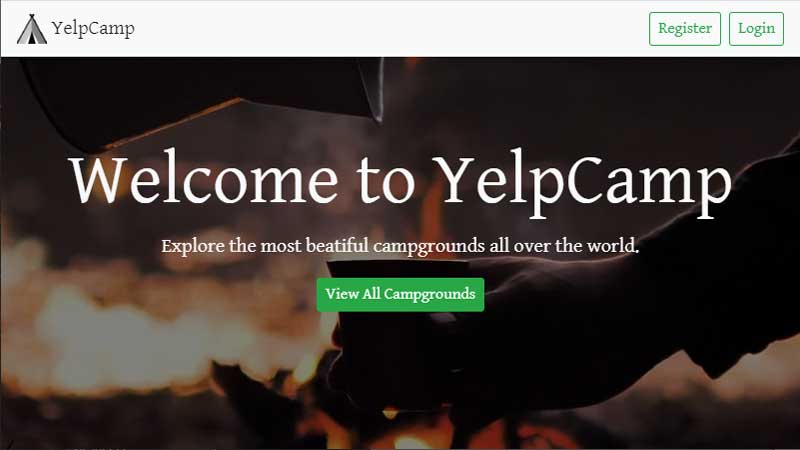 YelpCamp
Register
Login
Welcome to YelpCamp
Explore the most beatiful campgrounds all over the world.
View All Campgrounds